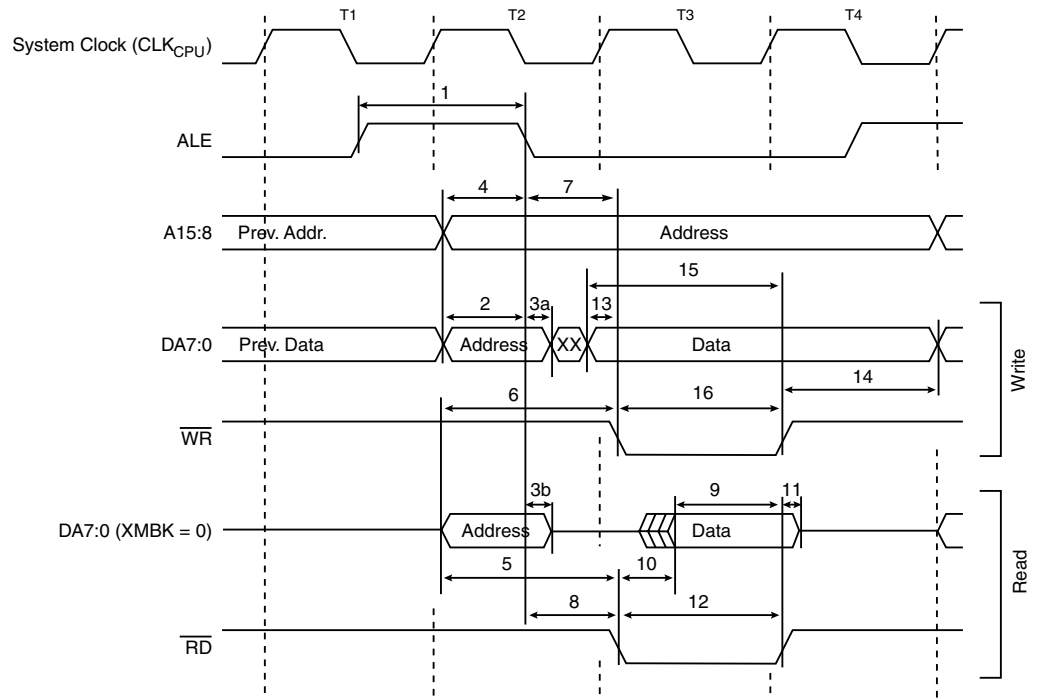 T1 T2 T3 T4
System Clock (CLKCPU)
1
ALE
4 7
A15:8 Prev. Addr. Address
15
2 3a 13
DA7:0 Prev. Data Address XX Data
14
6 16
WR
Write
3b 9 11
DA7:0 (XMBK = 0) Address Data
5 10
8 12
RD
Read